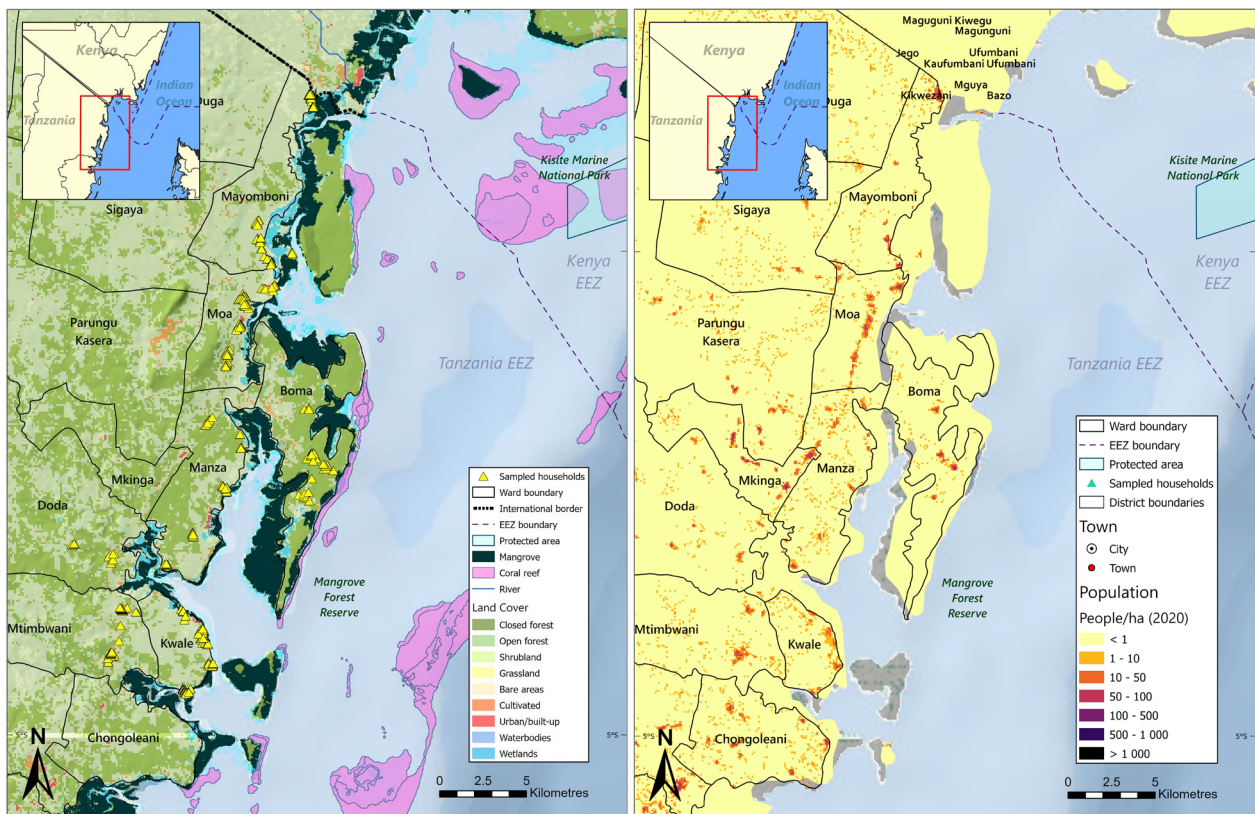 Kenya
Indian
Ocean
Duga
Tanzania
Sigaya
Mayomboni
Kisite Marine
National Park
Kenya
EEZ
Parungu
Kasera
Moa
Tanzania EEZ
Boma
Manza
Mkinga
Doda
Mangrove
Forest
Reserve
Mtimbwani
Kwale
Chongoleani
5°S
N
0 2.5 5
Kilometres
Sampled households
Ward boundary
International border
EEZ boundary
Protected area
Mangrove
Coral reef
River
Land Cover
Closed forest
Open forest
Shrubland
Grassland
Bare areas
Cultivated
Urban/built-up
Waterbodies
Wetlands
5°S
Kenya
Indian
Ocean
Duga
Tanzania
Sigaya
Maguguni Kiwegu
Magunguni
Jego
Ufumbani
Kaufumbani Ufumbani
Mguya
Kikwezani
Bazo
Mayomboni
Kisite Marine
National Park
Kenya
EEZ
Parungu
Kasera
Moa
Tanzania EEZ
Boma
Manza
Mkinga
Doda
Mangrove
Forest
Reserve
Mtimbwani
Kwale
Chongoleani
N
0 2.5 5
Kilometres
Ward boundary
EEZ boundary
Protected area
Sampled households
District boundaries
Town
City
Town
Population
People/ha (2020)
< 1
1 - 10
10 - 50
50 - 100
100 - 500
500 - 1 000
> 1 000
5°S